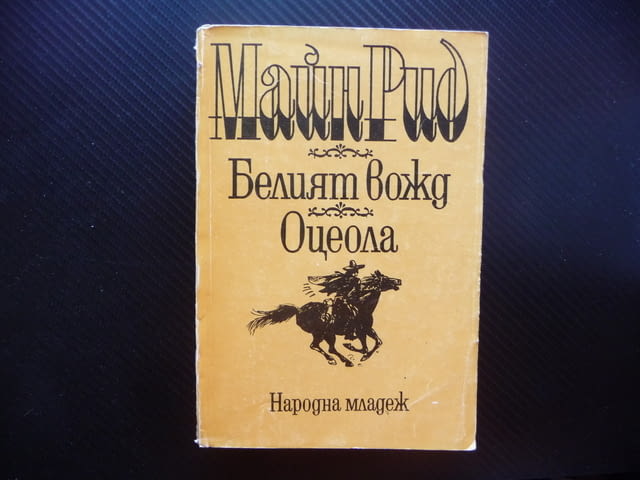 Майн Рид
Белият вожд
Оцеола
Народна младеж